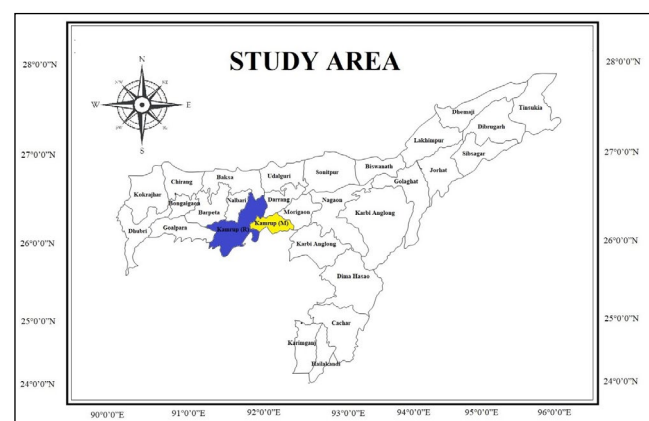 STUDY AREA
28°0'0"N
28°0'0"N
27°0'0"N
27°0'0"N
26°0'0"N
26°0'0"N
25°0'0"N
25°0'0"N
24°0'0"N
24°0'0"N
N
W
E
S
Tinsukia
Dhemaji
Dibrugarh
Lakhimpur
Sibsagar
Jorhat
Biswanath
Golaghat
Sonitpur
Udalguri
Baksa
Chirang
Kokrajhar
Bongaigaon
Barpeta
Nalbari
Darrang
Morigaon
Nagaon
Karbi Anglong
Dhubri
Goalpara
Kamrup (R)
Kamrup (M)
Karbi Anglong
Dima Hasao
Cachar
Karimganj
Hailakandi
90°0'0"E 91°0'0"E 92°0'0"E 93°0'0"E 94°0'0"E 95°0'0"E 96°0'0"E